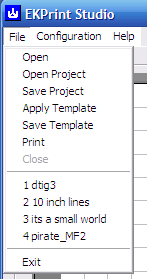 EKPrint Studio
File Configuration Help
Open
Open Project
Save Project
Apply Template
Save Template
Print
Close
1 dtig3
2 10 inch lines
3 its a small world
4 pirate_MF2
Exit